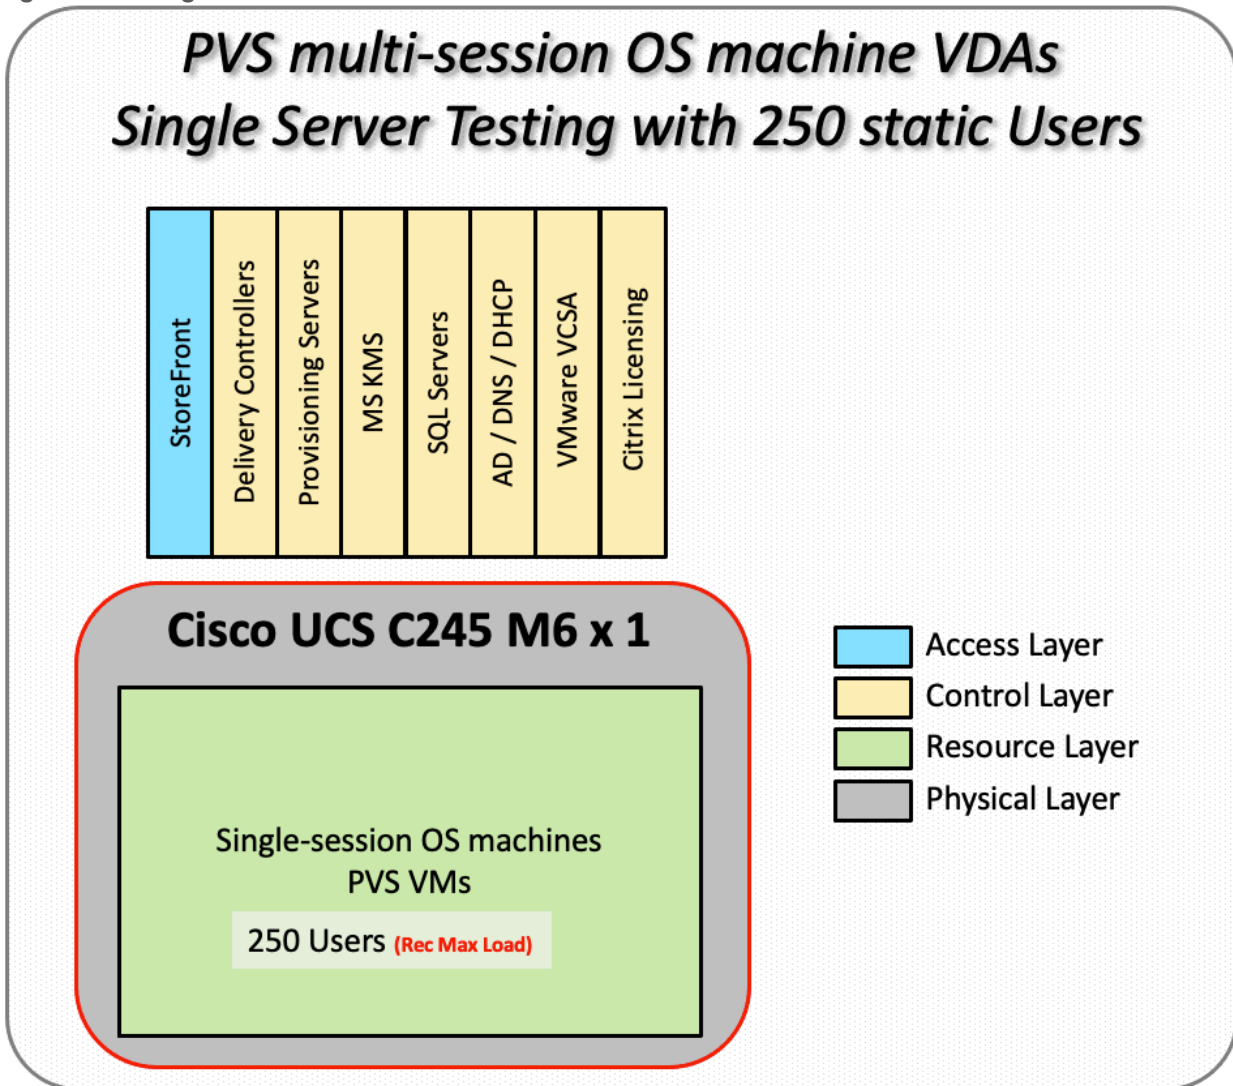 PVS multi-session OS machine VDAs
Single Server Testing with 250 static Users
StoreFront
Delivery Controllers
Provisioning Servers
MS KMS
SQL Servers
AD / DNS / DHCP
VMware VCSA
Citrix Licensing
Cisco UCS C245 M6 x 1
Single-session OS machines
PVS VMs
250 Users (Rec Max Load)
Access Layer
Control Layer
Resource Layer
Physical Layer